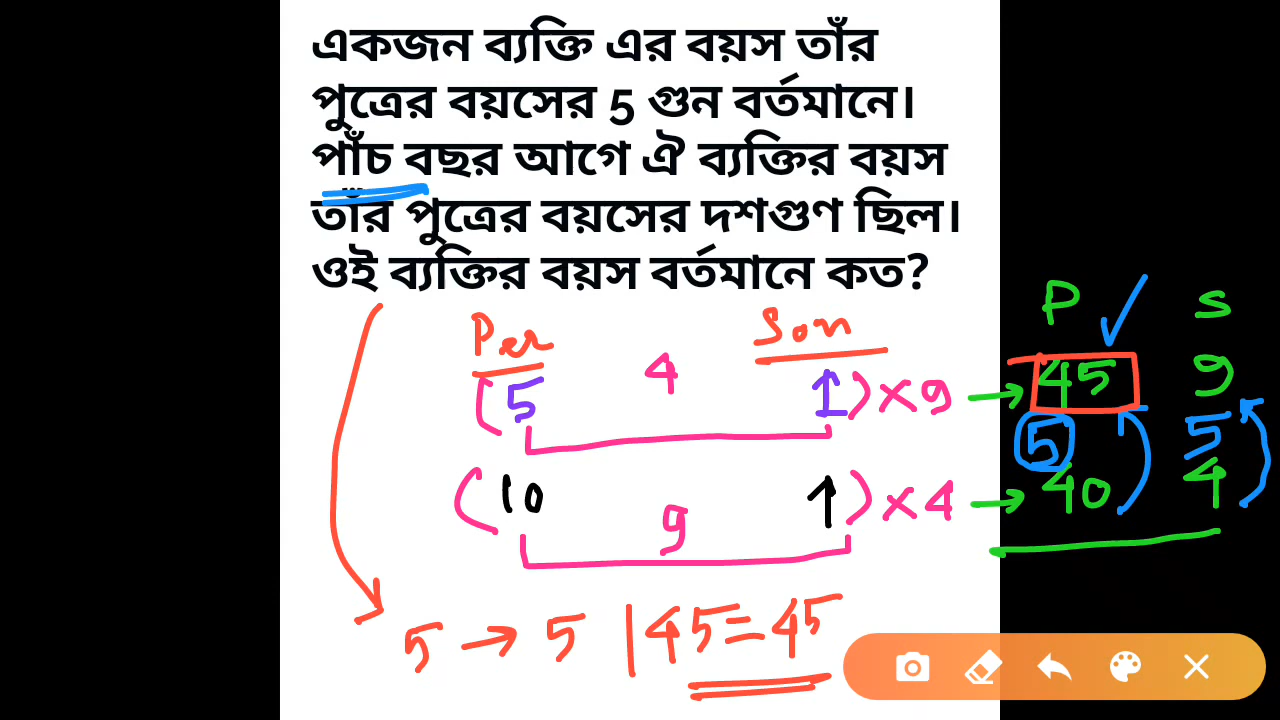 একজন ব্যক্তি এর বয়স তাঁর
পুত্রের বয়সের 5 গুন বর্তমানে।
পাঁচ বছর আগে ঐ ব্যক্তির বয়স
তাঁর পুত্রের বয়সের দশগুণ ছিল।
ওই ব্যক্তির বয়স বর্তমানে কত?
P S
Per Son
(5 4 1) × 9 → 45 9
5 5
(10 9 1) × 4 → 40 4
5 → 5 | 45 = 45